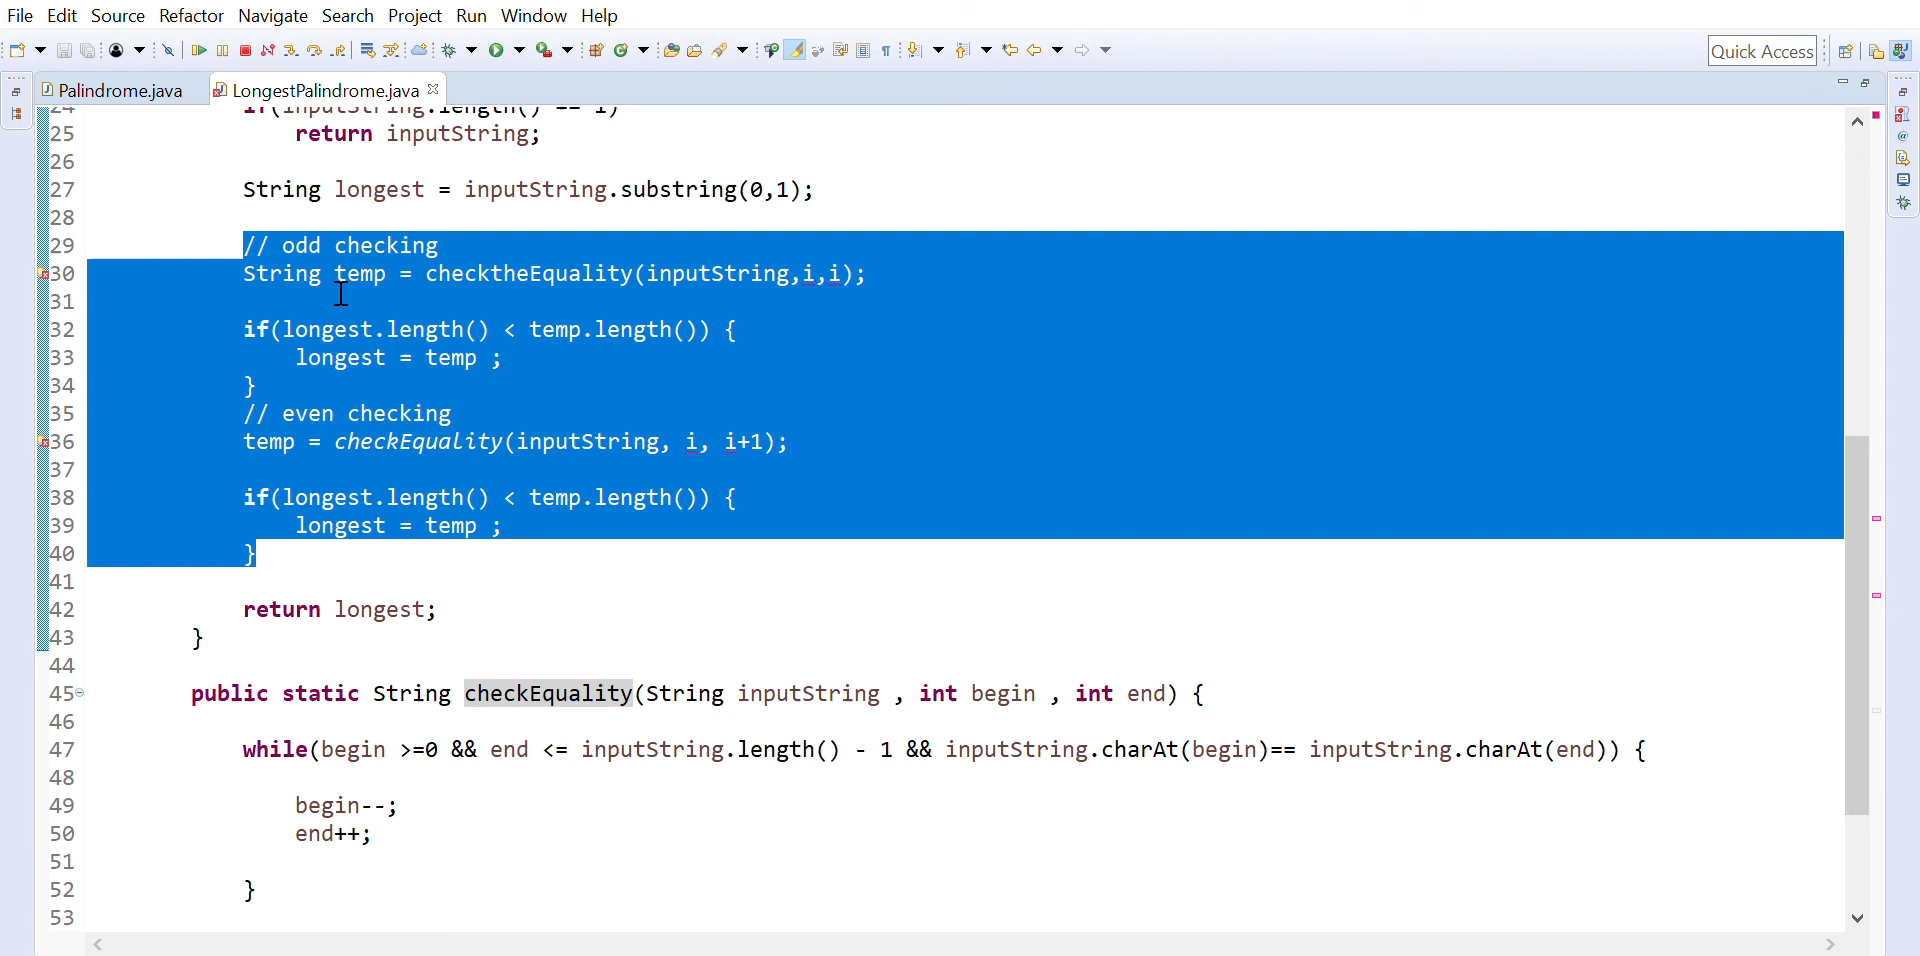 File Edit Source Refactor Navigate Search Project Run Window Help
Quick Access
Palindrome.java LongestPalindrome.java
24 if(inputString.length() == 1)
25 return inputString;
26
27 String longest = inputString.substring(0,1);
28
29 // odd checking
30 String temp = checktheEquality(inputString,i,i);
31
32 if(longest.length() < temp.length()) {
33 longest = temp ;
34 }
35 // even checking
36 temp = checkEquality(inputString, i, i+1);
37
38 if(longest.length() < temp.length()) {
39 longest = temp ;
40 }
41
42 return longest;
43 }
44
45 public static String checkEquality(String inputString , int begin , int end) {
46
47 while(begin >=0 && end <= inputString.length() - 1 && inputString.charAt(begin)== inputString.charAt(end)) {
48
49 begin--;
50 end++;
51
52 }
53